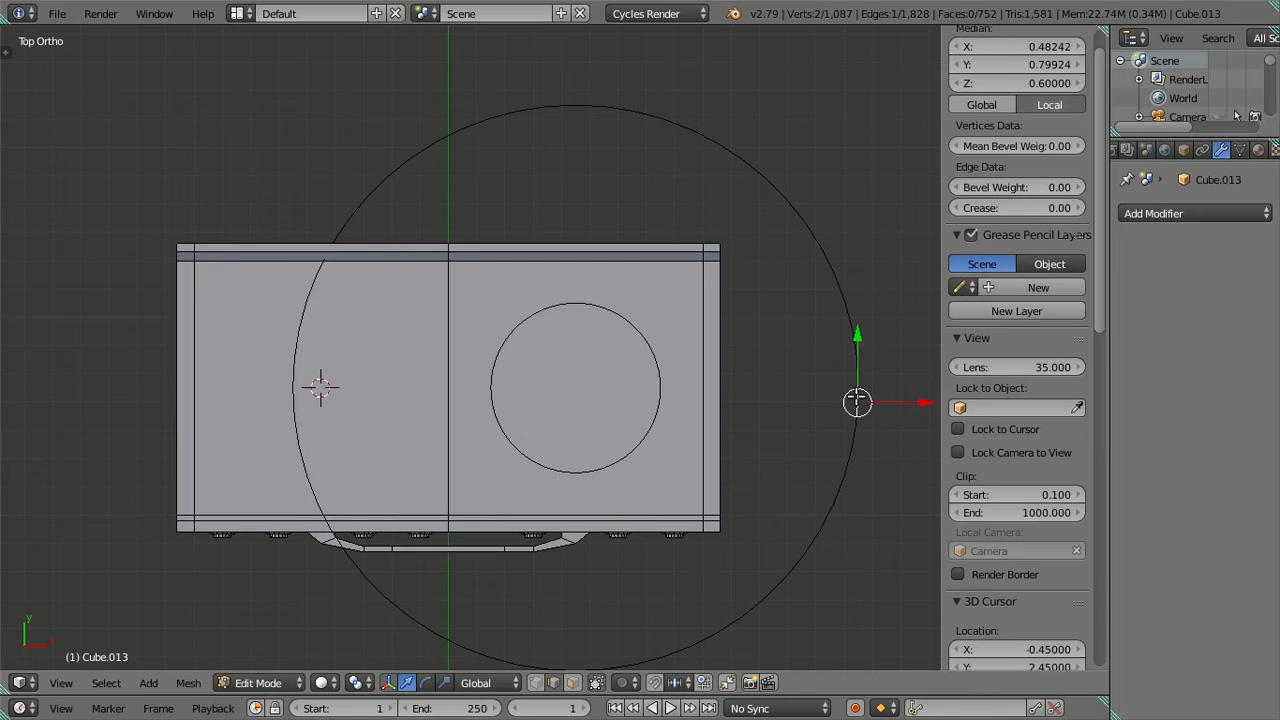 File Render Window Help Default Scene Cycles Render v2.79 | Verts:2/1,087 | Edges:1/1,828 | Faces:0/752 | Tris:1,581 | Mem:22.74M (0.34M) | Cube.013
Top Ortho
Median:
X: 0.48242
Y: 0.79924
Z: 0.60000
Global Local
Vertices Data:
Mean Bevel Weig: 0.00
Edge Data:
Bevel Weight: 0.00
Crease: 0.00
Grease Pencil Layers
Scene Object
New
New Layer
View
Lens: 35.000
Lock to Object:
Lock to Cursor
Lock Camera to View
Clip:
Start: 0.100
End: 1000.000
Local Camera:
Camera
Render Border
3D Cursor
Location:
X: -0.45000
Y: 2.45000
View Search All S
Scene
RenderL
World
Camera
Cube.013
Add Modifier
y
x
(1) Cube.013
View Select Add Mesh Edit Mode Global
View Marker Frame Playback Start: 1 End: 250 1 No Sync